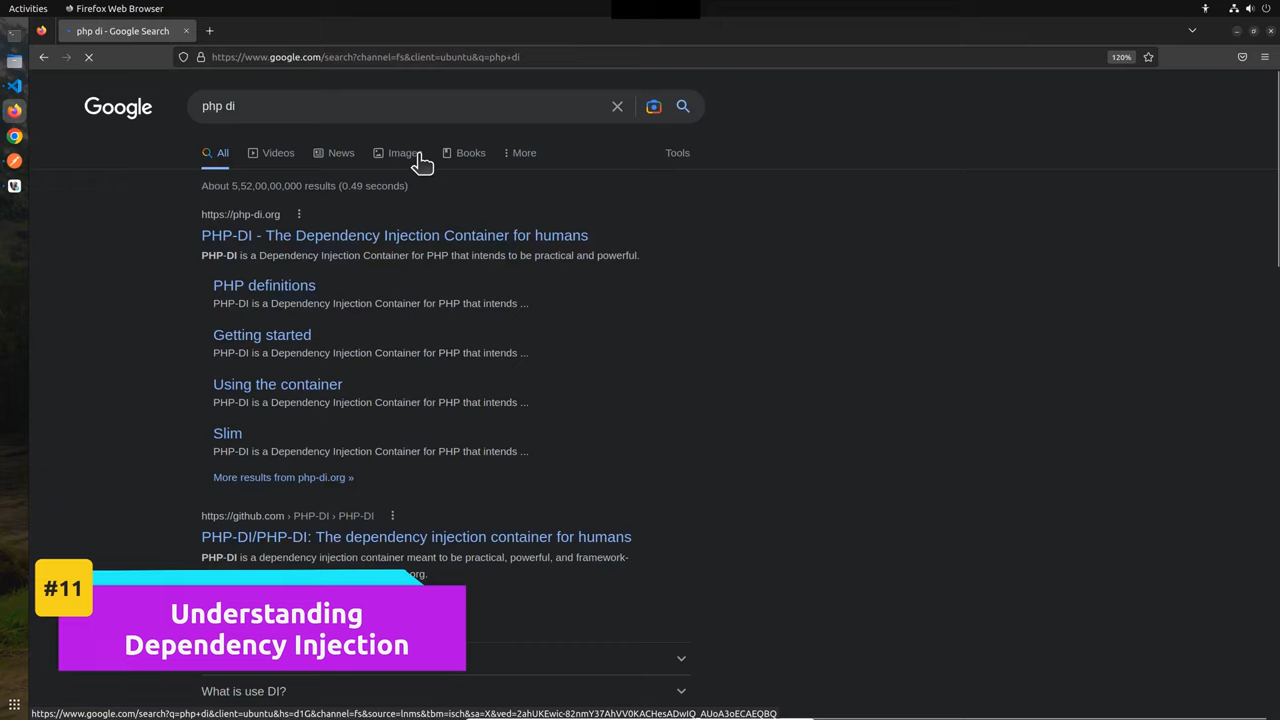 Activities
Firefox Web Browser
php di - Google Search
https://www.google.com/search?channel=fs&client=ubuntu&q=php+di
120%
Google
php di
All
Videos
News
Books
More
Tools
About 5,52,00,00,000 results (0.49 seconds)
https://php-di.org
PHP-DI - The Dependency Injection Container for humans
PHP-DI is a Dependency Injection Container for PHP that intends to be practical and powerful.
PHP definitions
PHP-DI is a Dependency Injection Container for PHP that intends ...
Getting started
PHP-DI is a Dependency Injection Container for PHP that intends ...
Using the container
PHP-DI is a Dependency Injection Container for PHP that intends ...
Slim
PHP-DI is a Dependency Injection Container for PHP that intends ...
More results from php-di.org »
https://github.com › PHP-DI › PHP-DI
PHP-DI/PHP-DI: The dependency injection container for humans
PHP-DI is a dependency injection container meant to be practical, powerful, and framework-
#11
Understanding
Dependency Injection
What is use DI?